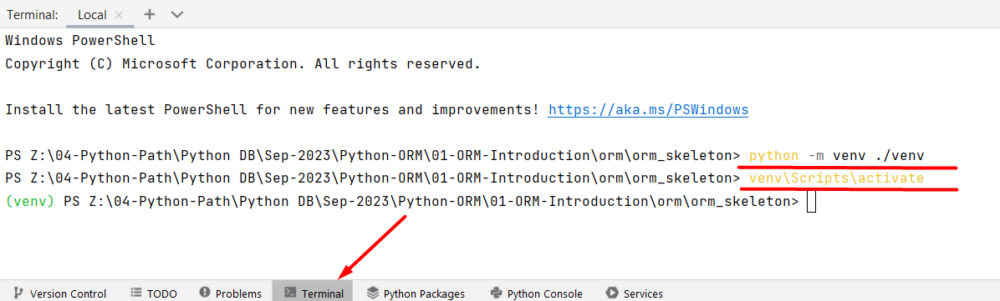 Terminal: Local
Windows PowerShell
Copyright (C) Microsoft Corporation. All rights reserved.
Install the latest PowerShell for new features and improvements! https://aka.ms/PSWindows
PS Z:\04-Python-Path\Python DB\Sep-2023\Python-ORM\01-ORM-Introduction\orm\orm_skeleton> python -m venv ./venv
PS Z:\04-Python-Path\Python DB\Sep-2023\Python-ORM\01-ORM-Introduction\orm\orm_skeleton> venv\Scripts\activate
(venv) PS Z:\04-Python-Path\Python DB\Sep-2023\Python-ORM\01-ORM-Introduction\orm\orm_skeleton>
Version Control TODO Problems Terminal Python Packages Python Console Services